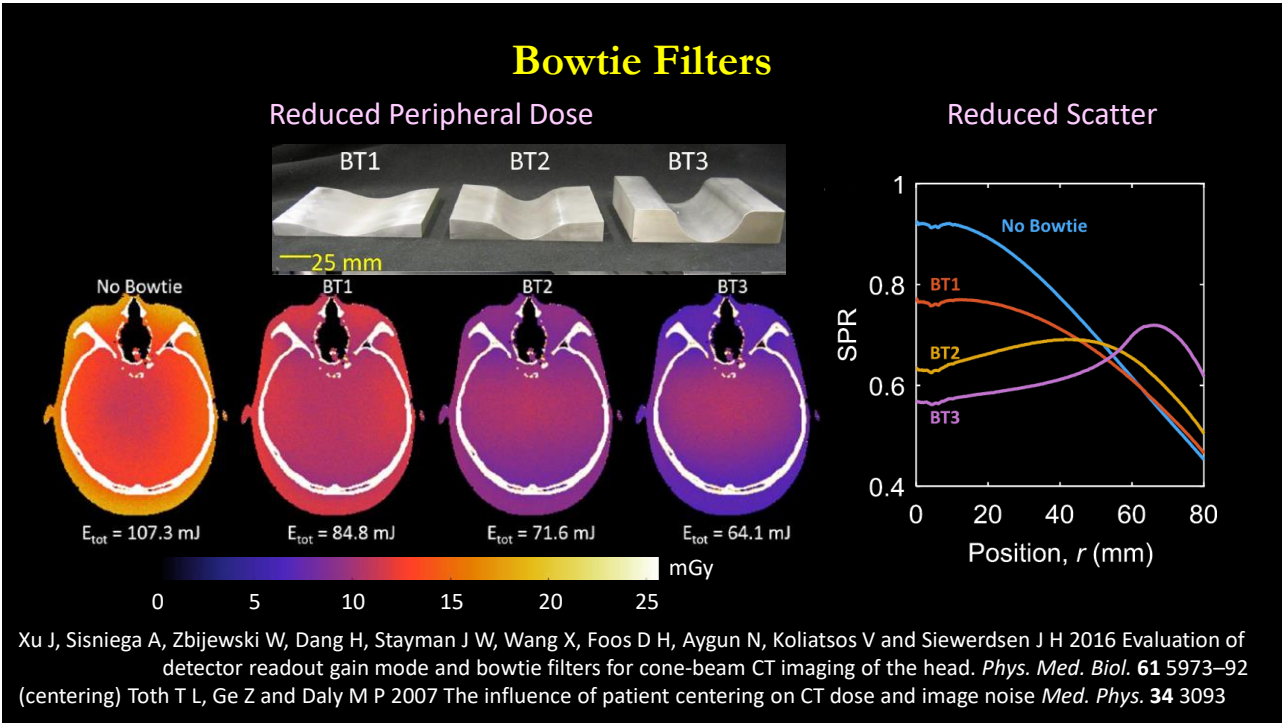 Bowtie Filters
Reduced Peripheral Dose
BT1 BT2 BT3
25 mm
No Bowtie BT1 BT2 BT3
E_tot = 107.3 mJ E_tot = 84.8 mJ E_tot = 71.6 mJ E_tot = 64.1 mJ
mGy
0 5 10 15 20 25
Reduced Scatter
1
0.8
0.6
0.4
SPR
No Bowtie
BT1
BT2
BT3
0 20 40 60 80
Position, r (mm)
Xu J, Sisniega A, Zbijewski W, Dang H, Stayman J W, Wang X, Foos D H, Aygun N, Koliatsos V and Siewerdsen J H 2016 Evaluation of
detector readout gain mode and bowtie filters for cone-beam CT imaging of the head. Phys. Med. Biol. 61 5973–92
(centering) Toth T L, Ge Z and Daly M P 2007 The influence of patient centering on CT dose and image noise Med. Phys. 34 3093